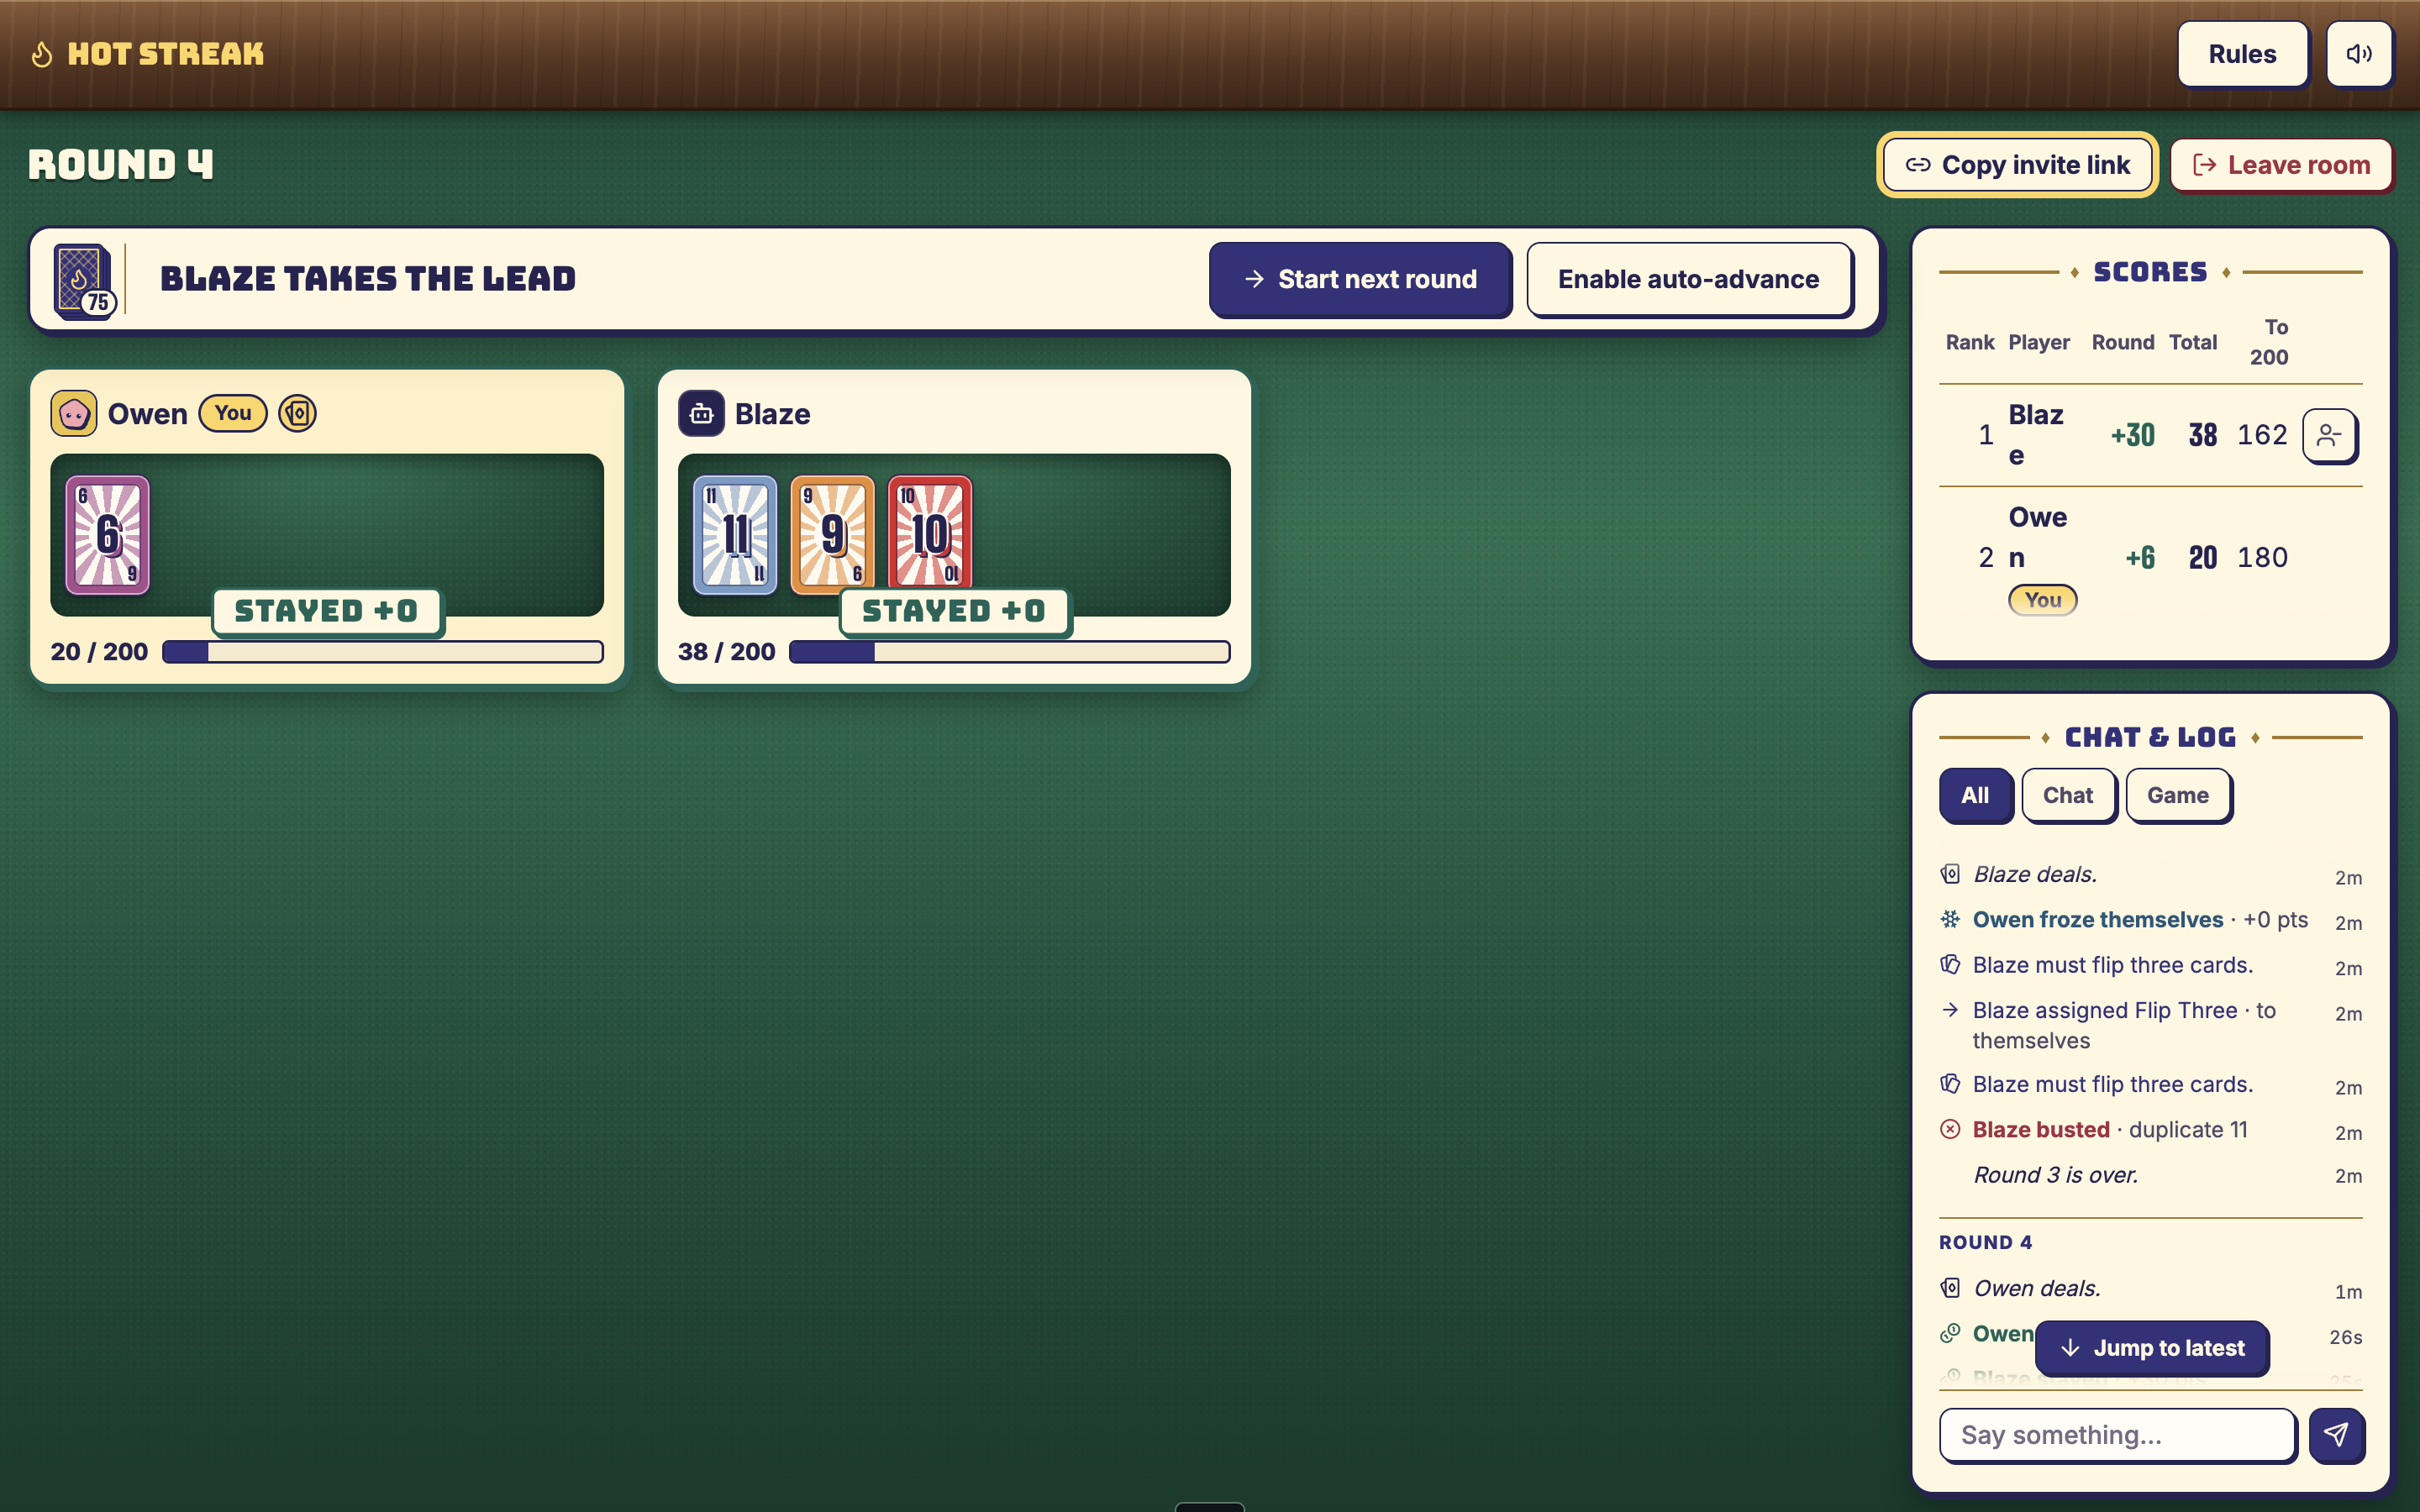 HOT STREAK
Rules
ROUND 4
Copy invite link
Leave room
75
BLAZE TAKES THE LEAD
Start next round
Enable auto-advance
Owen You
6
6
6
STAYED +0
20 / 200
Blaze
11 9 10
11 9 10
11 9 10
STAYED +0
38 / 200
SCORES
Rank Player Round Total To 200
1 Blaze +30 38 162
2 Owen +6 20 180
You
CHAT & LOG
All Chat Game
Blaze deals. 2m
Owen froze themselves · +0 pts 2m
Blaze must flip three cards. 2m
Blaze assigned Flip Three · to 2m
themselves
Blaze must flip three cards. 2m
Blaze busted · duplicate 11 2m
Round 3 is over. 2m
ROUND 4
Owen deals. 1m
Owen 26s
Jump to latest
Say something...